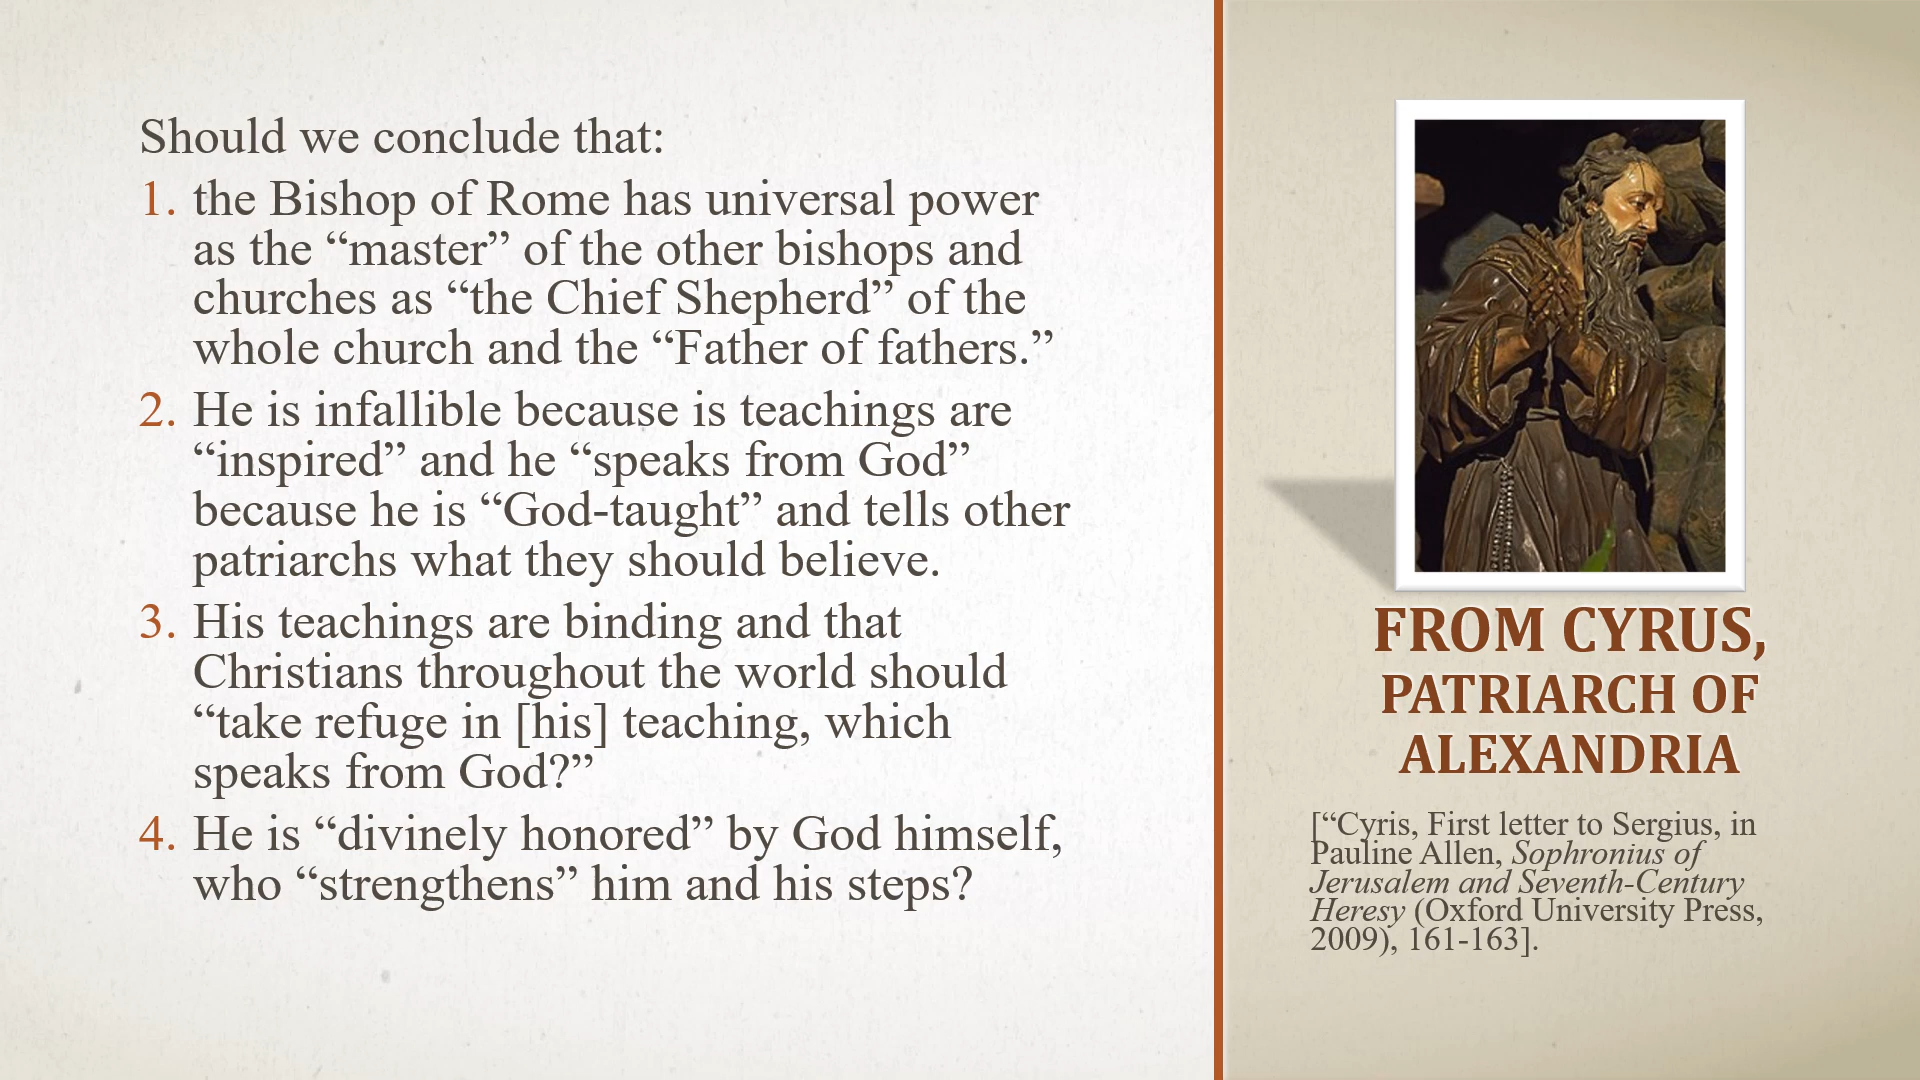 Should we conclude that:
1. the Bishop of Rome has universal power
as the “master” of the other bishops and
churches as “the Chief Shepherd” of the
whole church and the “Father of fathers.”
2. He is infallible because is teachings are
“inspired” and he “speaks from God”
because he is “God-taught” and tells other
patriarchs what they should believe.
3. His teachings are binding and that
Christians throughout the world should
“take refuge in [his] teaching, which
speaks from God?”
4. He is “divinely honored” by God himself,
who “strengthens” him and his steps?
FROM CYRUS,
PATRIARCH OF
ALEXANDRIA
[“Cyris, First letter to Sergius, in
Pauline Allen, Sophronius of
Jerusalem and Seventh-Century
Heresy (Oxford University Press,
2009), 161-163].